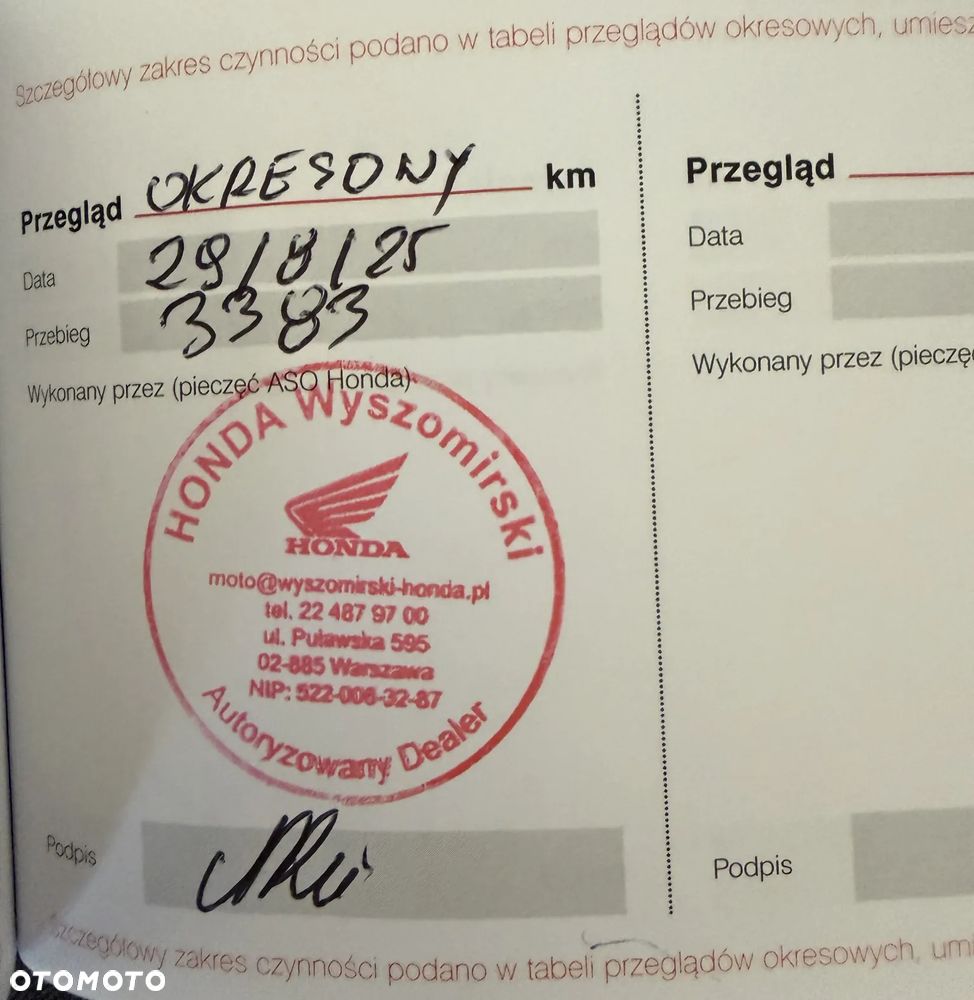 Szczegółowy zakres czynności podano w tabeli przeglądów okresowych, umiesz
Przegląd OKRESONY km
Data 29/8/25
Przebieg 3383
Wykonany przez (pieczęć ASO Honda)
HONDA Wyszomirski
HONDA
moto@wyszomirski-honda.pl
tel. 22 487 97 00
ul. Puławska 595
02-885 Warszawa
NIP: 522-006-32-87
Autoryzowany Dealer
Podpis
Przegląd
Data
Przebieg
Wykonany przez (pieczę
Podpis
Szczegółowy zakres czynności podano w tabeli przeglądów okresowych, umi
OTOMOTO